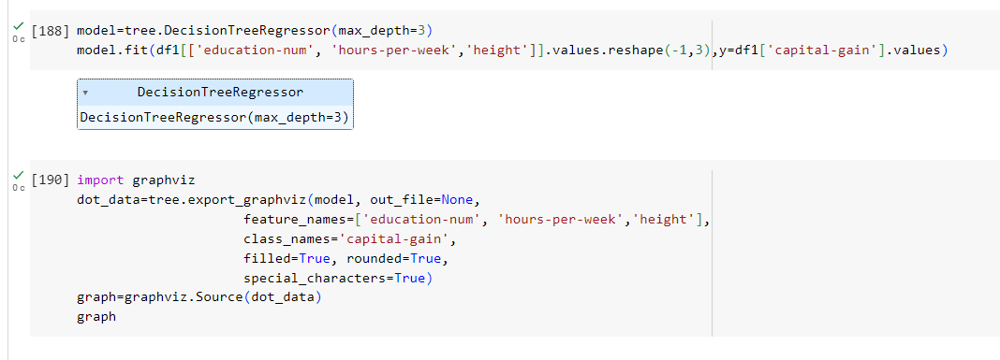 [188] model=tree.DecisionTreeRegressor(max_depth=3)
0 с
model.fit(df1[['education-num', 'hours-per-week','height']].values.reshape(-1,3),y=df1['capital-gain'].values)
DecisionTreeRegressor
DecisionTreeRegressor(max_depth=3)
[190] import graphviz
0 с
dot_data=tree.export_graphviz(model, out_file=None,
feature_names=['education-num', 'hours-per-week','height'],
class_names='capital-gain',
filled=True, rounded=True,
special_characters=True)
graph=graphviz.Source(dot_data)
graph